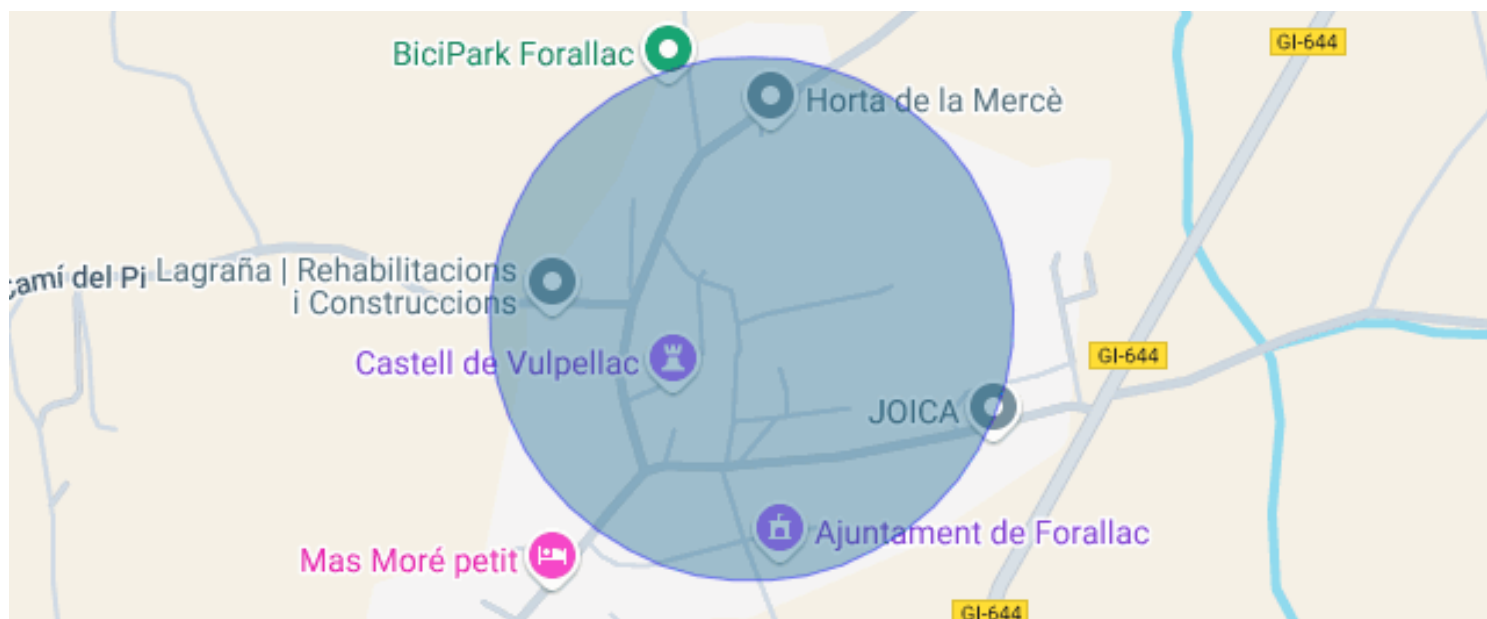 GI-644
BiciPark Forallac
Horta de la Mercè
Camí del Pi
Lagraña | Rehabilitacions
i Construccions
Castell de Vulpellac
GI-644
JOICA
Ajuntament de Forallac
Mas Moré petit
GI-644